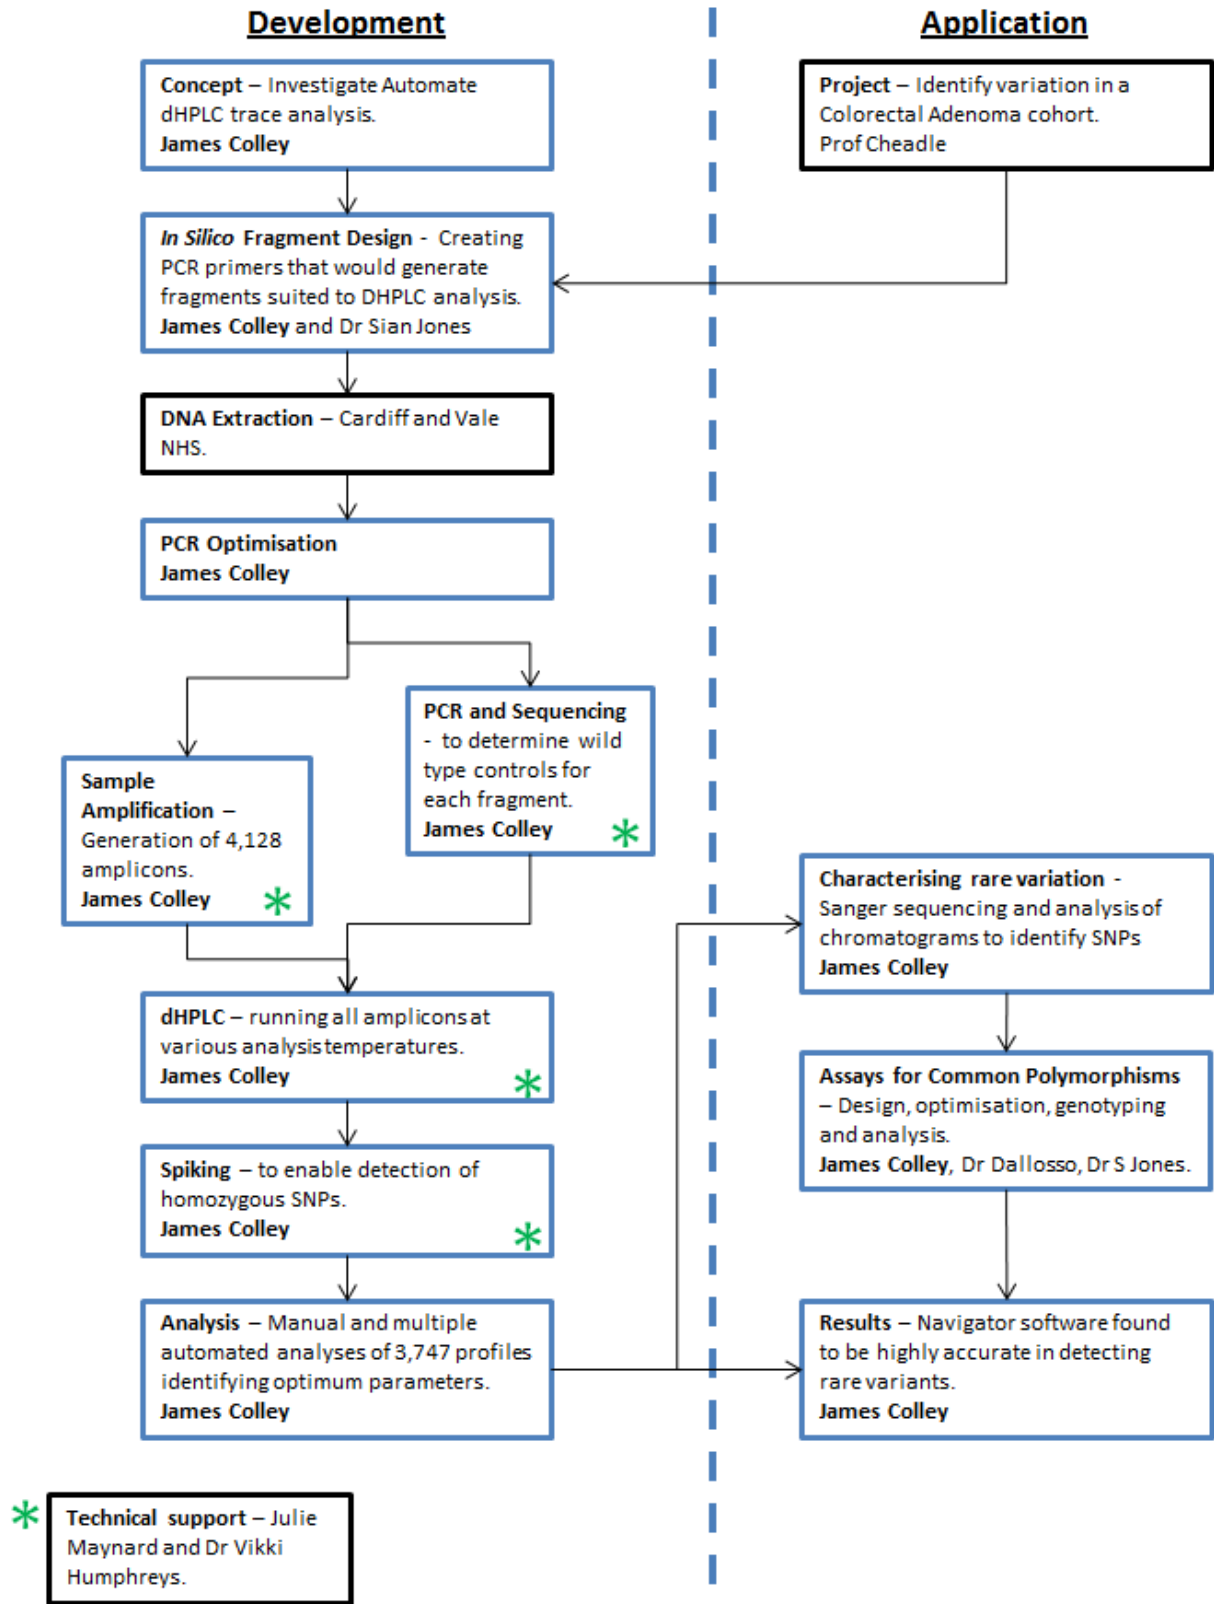 Development
Application
Concept – Investigate Automate
dHPLC trace analysis.
James Colley
Project – Identify variation in a
Colorectal Adenoma cohort.
Prof Cheadle
In Silico Fragment Design - Creating
PCR primers that would generate
fragments suited to DHPLC analysis.
James Colley and Dr Sian Jones
DNA Extraction – Cardiff and Vale
NHS.
PCR Optimisation
James Colley
PCR and Sequencing
- to determine wild
type controls for
each fragment.
James Colley
*
Sample
Amplification –
Generation of 4,128
amplicons.
James Colley
*
dHPLC – running all amplicons at
various analysis temperatures.
James Colley
*
Spiking – to enable detection of
homozygous SNPs.
James Colley
*
Analysis – Manual and multiple
automated analyses of 3,747 profiles
identifying optimum parameters.
James Colley
Characterising rare variation -
Sanger sequencing and analysis of
chromatograms to identify SNPs
James Colley
Assays for Common Polymorphisms
– Design, optimisation, genotyping
and analysis.
James Colley, Dr Dallosso, Dr S Jones.
Results – Navigator software found
to be highly accurate in detecting
rare variants.
James Colley
* Technical support – Julie
Maynard and Dr Vikki
Humphreys.